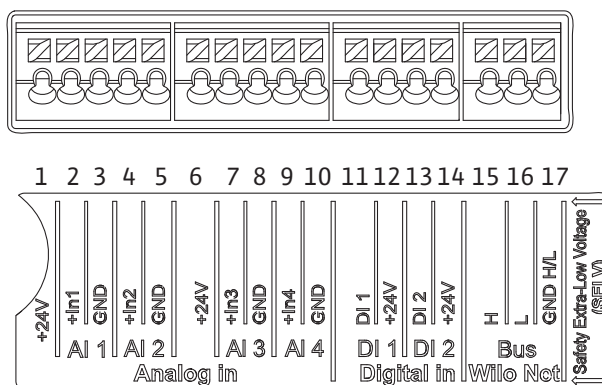 1 2 3 4 5 6 7 8 9 10 11 12 13 14 15 16 17
+24V +In1 GND +In2 GND +24V +In3 GND +In4 GND DI 1 +24V DI 2 +24V H L GND H/L
AI 1 AI 2 AI 3 AI 4 DI 1 DI 2 Bus
Analog in Digital in Wilo Net
Safety Extra-Low Voltage
(SELV)